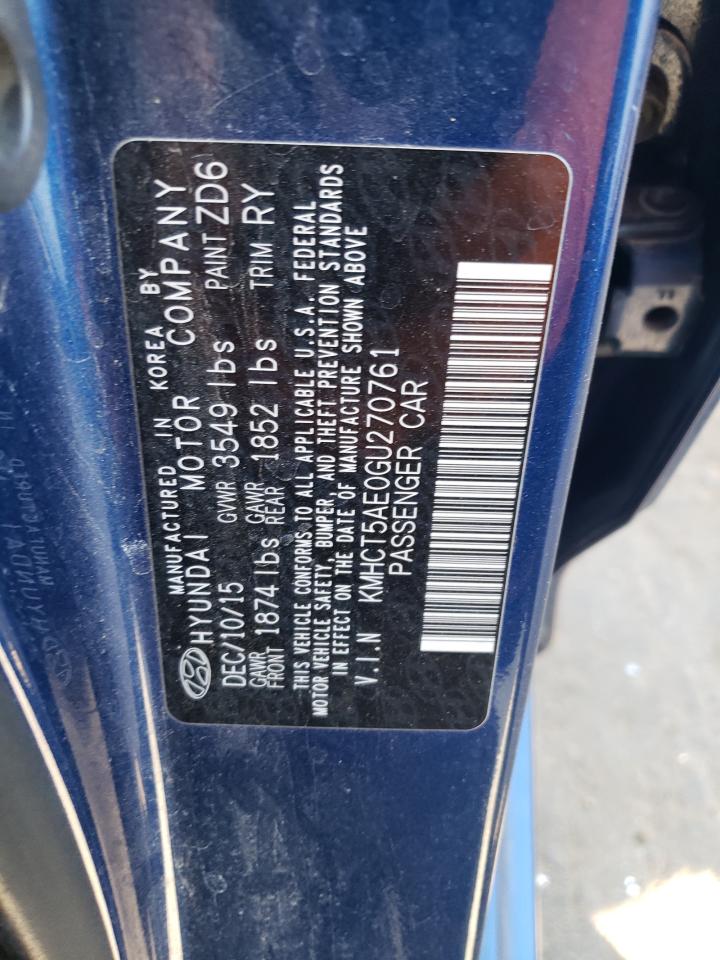 MANUFACTURED IN KOREA BY
HYUNDAI MOTOR COMPANY
DEC/10/15 GVWR 3549 lbs PAINT ZD6
GAWR FRONT 1874 lbs GAWR REAR 1852 lbs TRIM RY
THIS VEHICLE CONFORMS TO ALL APPLICABLE U.S.A. FEDERAL
MOTOR VEHICLE SAFETY, BUMPER, AND THEFT PREVENTION STANDARDS
IN EFFECT ON THE DATE OF MANUFACTURE SHOWN ABOVE
V.I.N KMHCT5AE0GU270761
PASSENGER CAR